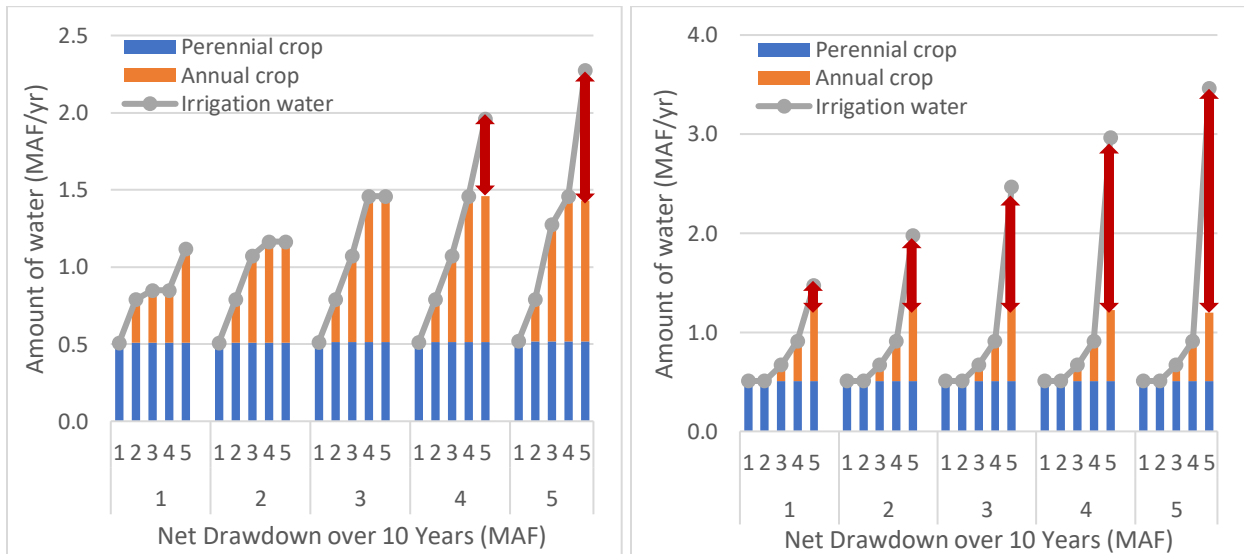 2.5
2.0
1.5
1.0
0.5
0.0
Amount of water (MAF/yr)
Perennial crop
Annual crop
Irrigation water
1 2 3 4 5 1 2 3 4 5 1 2 3 4 5 1 2 3 4 5 1 2 3 4 5
1 2 3 4 5
Net Drawdown over 10 Years (MAF)
4.0
3.0
2.0
1.0
0.0
Amount of water (MAF/yr)
Perennial crop
Annual crop
Irrigation water
1 2 3 4 5 1 2 3 4 5 1 2 3 4 5 1 2 3 4 5 1 2 3 4 5
1 2 3 4 5
Net Drawdown over 10 Years (MAF)